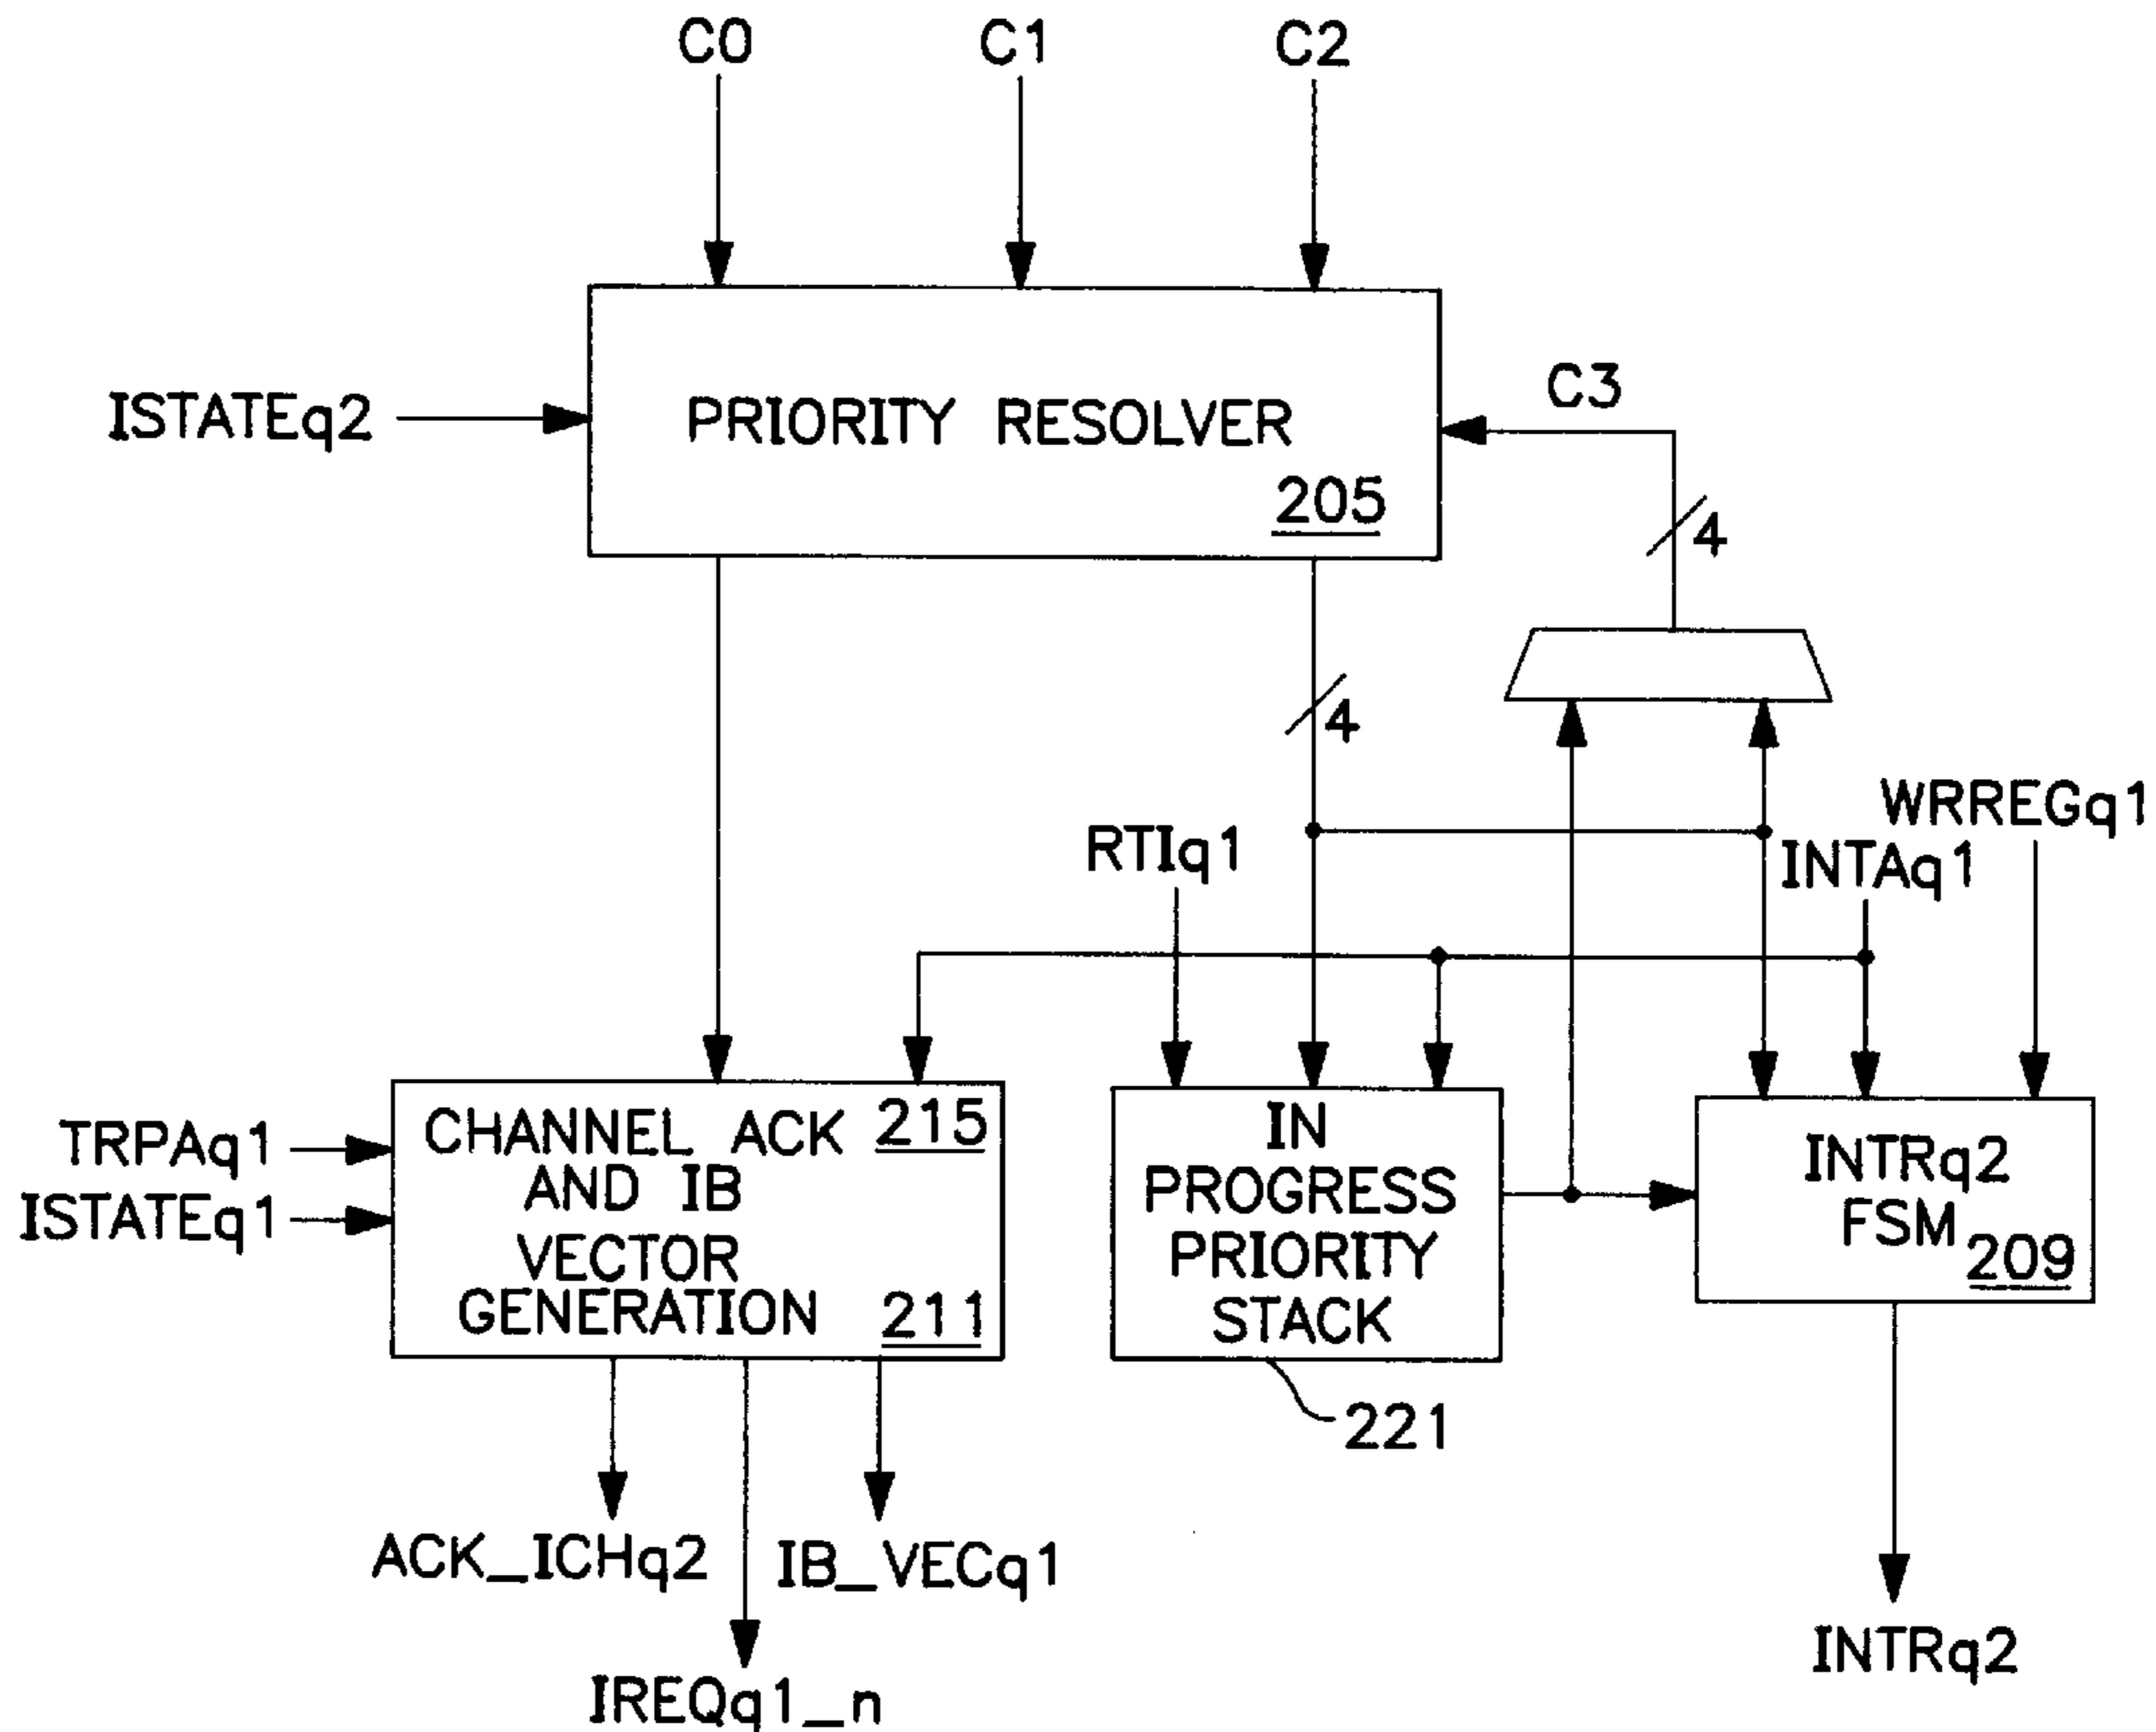 C0 C1 C2
ISTATEq2
PRIORITY RESOLVER
205
C3
4
4
WRREGq1
RTIq1
INTAq1
TRPAq1
ISTATEq1
CHANNEL ACK 215
AND IB
VECTOR
GENERATION 211
IN
PROGRESS
PRIORITY
STACK
221
INTRq2
FSM 209
ACK_ICHq2
IB_VECq1
IREQq1_n
INTRq2